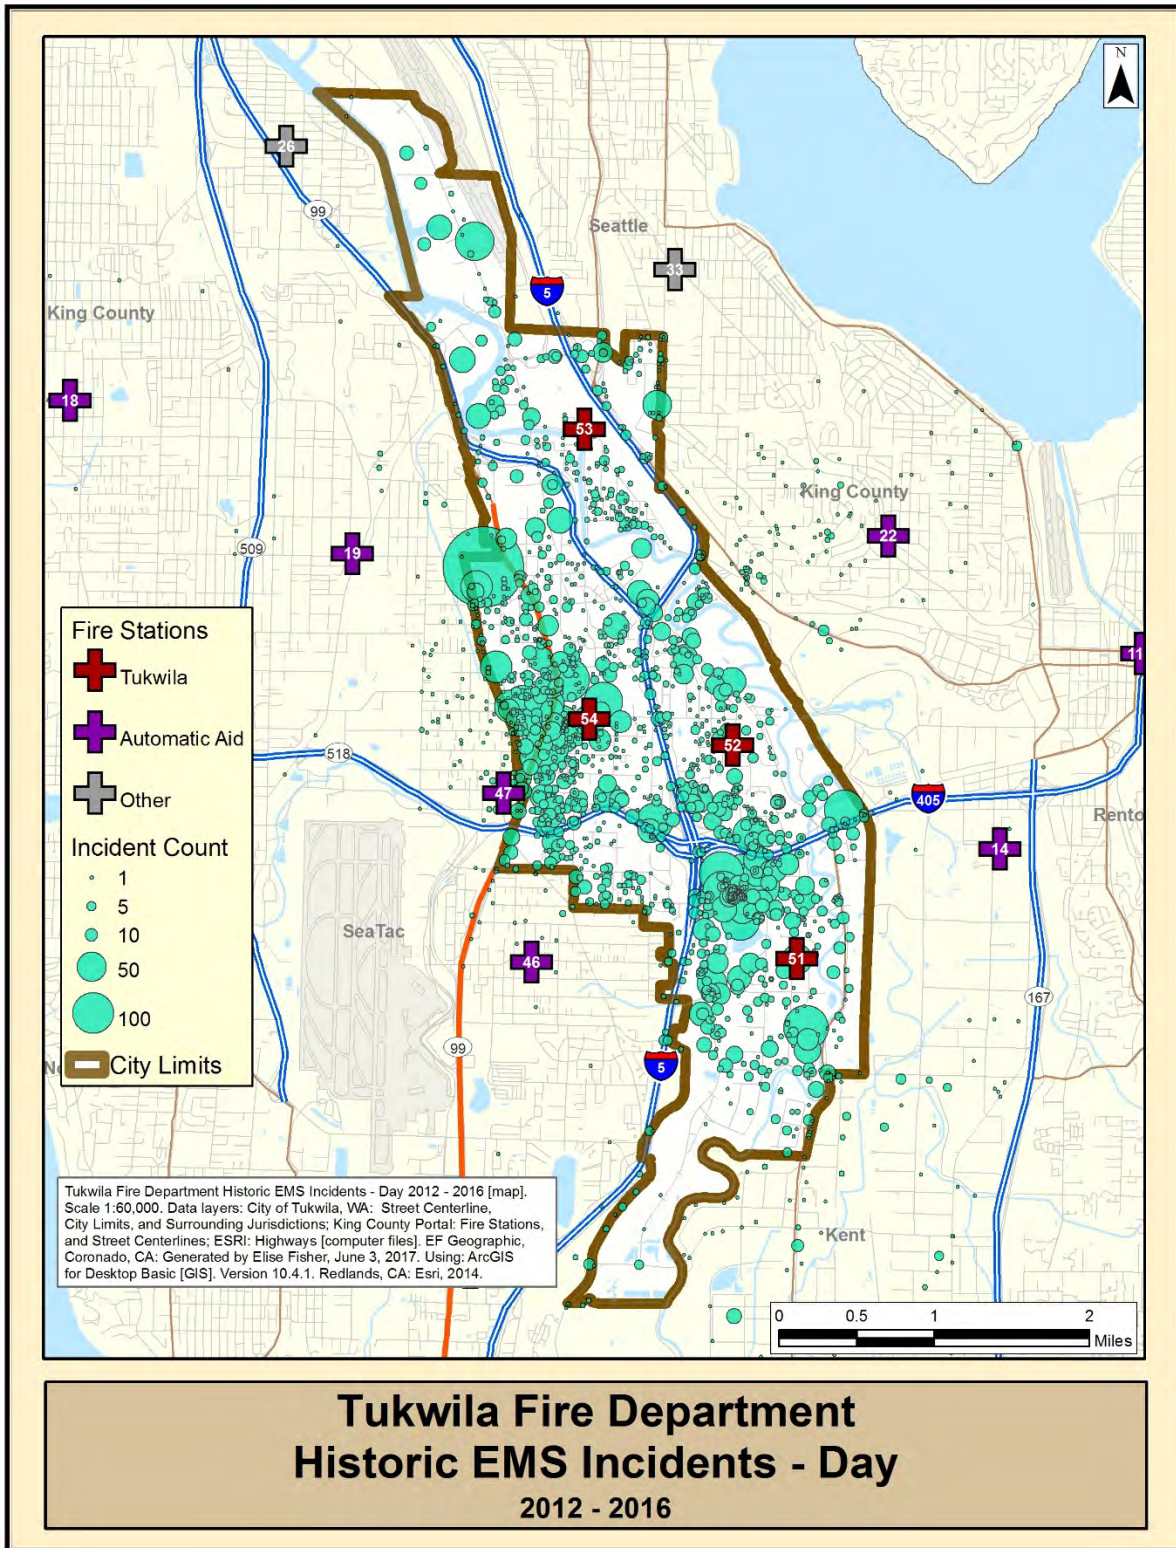 N
26
99
Seattle
33
5
King County
18
53
King County
22
509
19
11
Fire Stations
Tukwila
Automatic Aid
Other
Incident Count
1
5
10
50
100
City Limits
54
52
518
47
405
Rento
14
SeaTac
46
51
167
99
5
Kent
Tukwila Fire Department Historic EMS Incidents - Day 2012 - 2016 [map].
Scale 1:60,000. Data layers: City of Tukwila, WA: Street Centerline,
City Limits, and Surrounding Jurisdictions; King County Portal: Fire Stations,
and Street Centerlines; ESRI: Highways [computer files]. EF Geographic,
Coronado, CA: Generated by Elise Fisher, June 3, 2017. Using: ArcGIS
for Desktop Basic [GIS]. Version 10.4.1. Redlands, CA: Esri, 2014.
0 0.5 1 2
Miles
Tukwila Fire Department
Historic EMS Incidents - Day
2012 - 2016